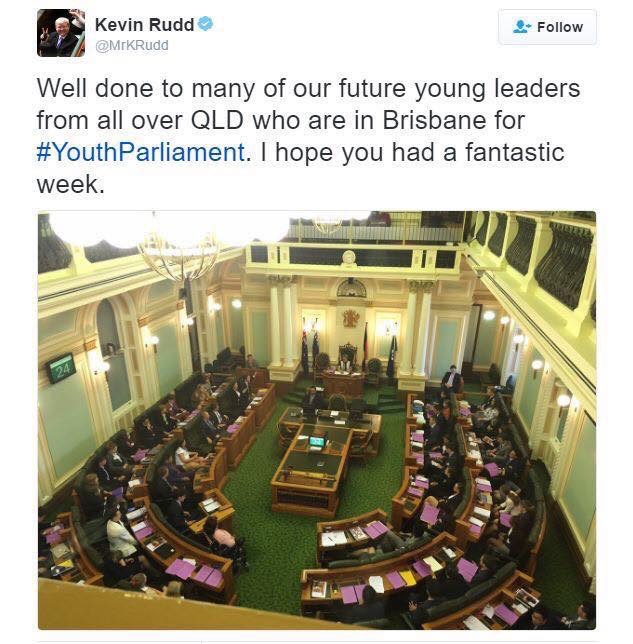 Kevin Rudd
@MrKRudd
Follow
Well done to many of our future young leaders
from all over QLD who are in Brisbane for
#YouthParliament. I hope you had a fantastic
week.
24